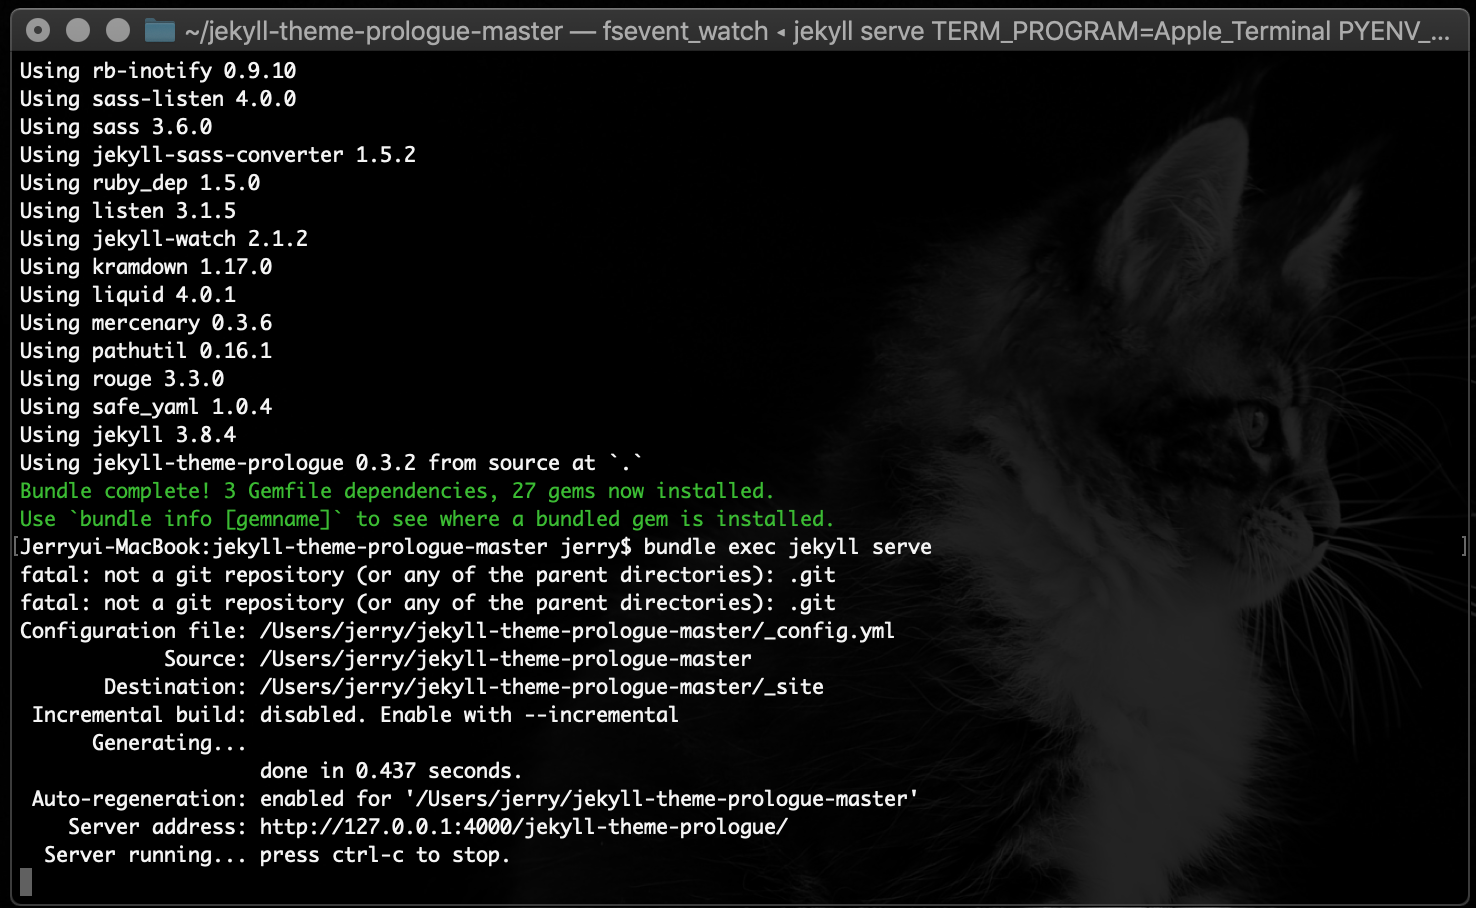 ~/jekyll-theme-prologue-master — fsevent_watch ◂ jekyll serve TERM_PROGRAM=Apple_Terminal PYENV_...
Using rb-inotify 0.9.10
Using sass-listen 4.0.0
Using sass 3.6.0
Using jekyll-sass-converter 1.5.2
Using ruby_dep 1.5.0
Using listen 3.1.5
Using jekyll-watch 2.1.2
Using kramdown 1.17.0
Using liquid 4.0.1
Using mercenary 0.3.6
Using pathutil 0.16.1
Using rouge 3.3.0
Using safe_yaml 1.0.4
Using jekyll 3.8.4
Using jekyll-theme-prologue 0.3.2 from source at `.`
Bundle complete! 3 Gemfile dependencies, 27 gems now installed.
Use `bundle info [gemname]` to see where a bundled gem is installed.
[Jerryui-MacBook:jekyll-theme-prologue-master jerry$ bundle exec jekyll serve ]
fatal: not a git repository (or any of the parent directories): .git
fatal: not a git repository (or any of the parent directories): .git
Configuration file: /Users/jerry/jekyll-theme-prologue-master/_config.yml
Source: /Users/jerry/jekyll-theme-prologue-master
Destination: /Users/jerry/jekyll-theme-prologue-master/_site
Incremental build: disabled. Enable with --incremental
Generating...
done in 0.437 seconds.
Auto-regeneration: enabled for '/Users/jerry/jekyll-theme-prologue-master'
Server address: http://127.0.0.1:4000/jekyll-theme-prologue/
Server running... press ctrl-c to stop.